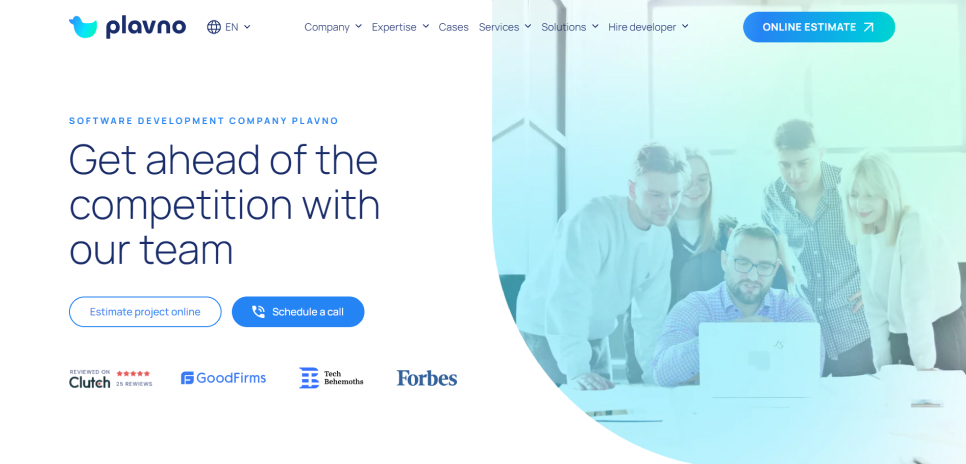 plavno
EN
Company
Expertise
Cases
Services
Solutions
Hire developer
ONLINE ESTIMATE
SOFTWARE DEVELOPMENT COMPANY PLAVNO
Get ahead of the
competition with
our team
Estimate project online
Schedule a call
REVIEWED ON
Clutch
25 REWIEWS
GoodFirms
Tech
Behemoths
Forbes